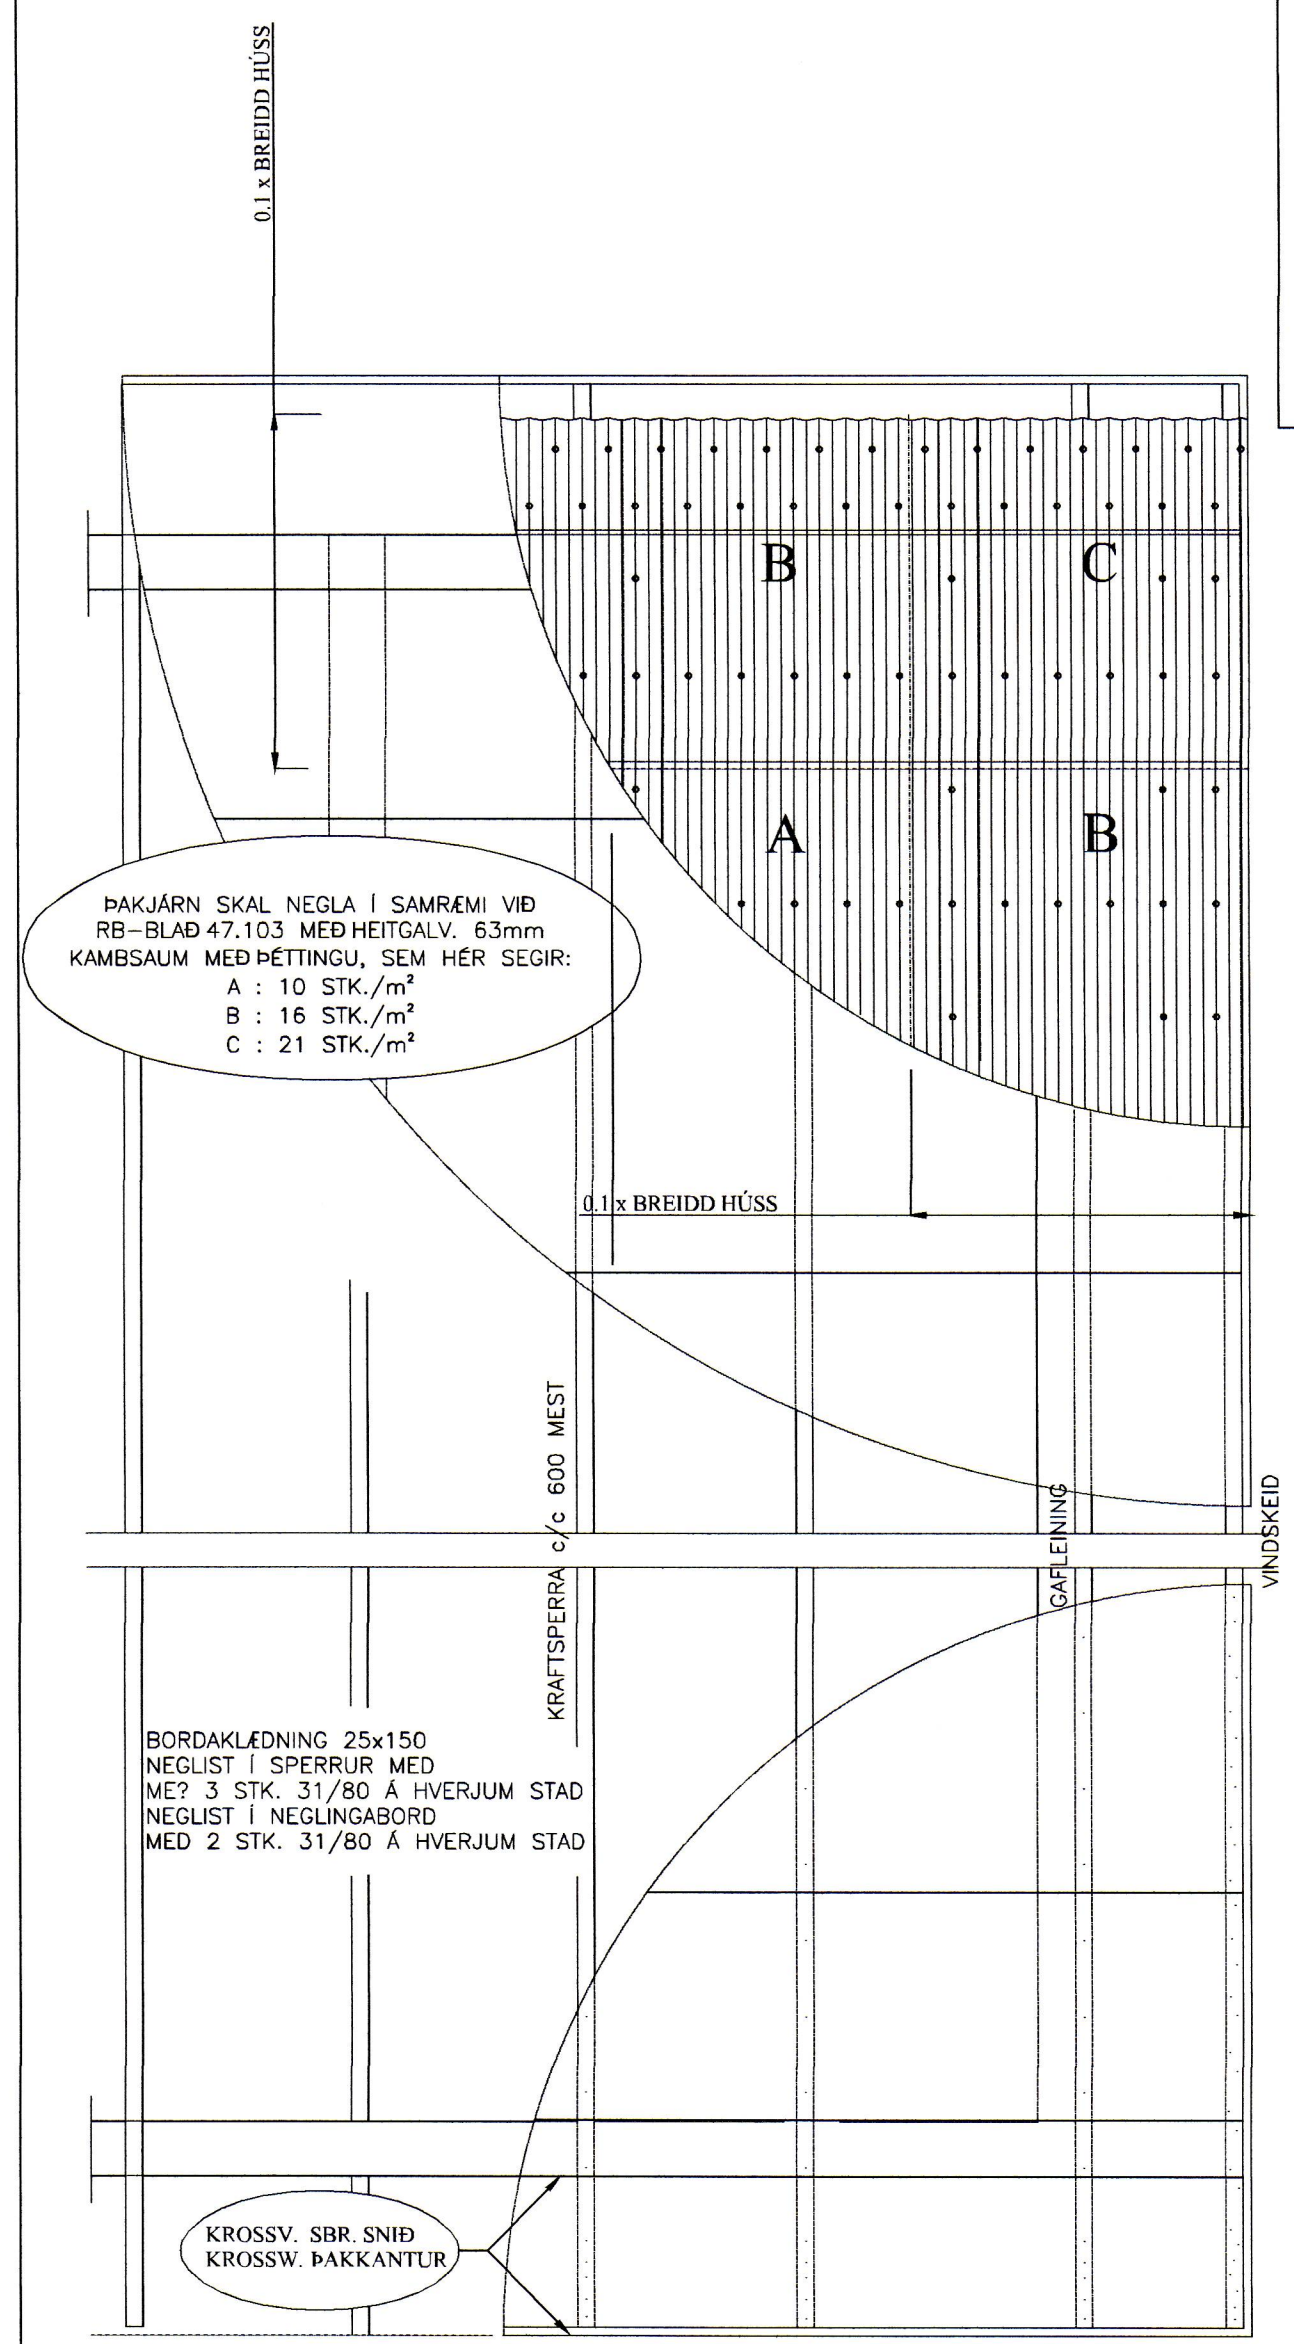 0.1 x BREIDD HÚSS
B
C
A
B
ÞAKJÁRN SKAL NEGLA Í SAMRÆMI VIÐ
RB-BLAÐ 47.103 MEÐ HEITGALV. 63mm
KAMBSAUM MEÐ ÞÉTTINGU, SEM HÉR SEGIR:
A : 10 STK./m²
B : 16 STK./m²
C : 21 STK./m²
0.1 x BREIDD HÚSS
KRAFTSPERRA c/c 600 MEST
GAFLEINING
VINDSKEID
BORDAKLÆDNING 25x150
NEGLIST Í SPERRUR MED
ME? 3 STK. 31/80 Á HVERJUM STAD
NEGLIST Í NEGLINGABORD
MED 2 STK. 31/80 Á HVERJUM STAD
KROSSV. SBR. SNIÐ
KROSSW. ÞAKKANTUR